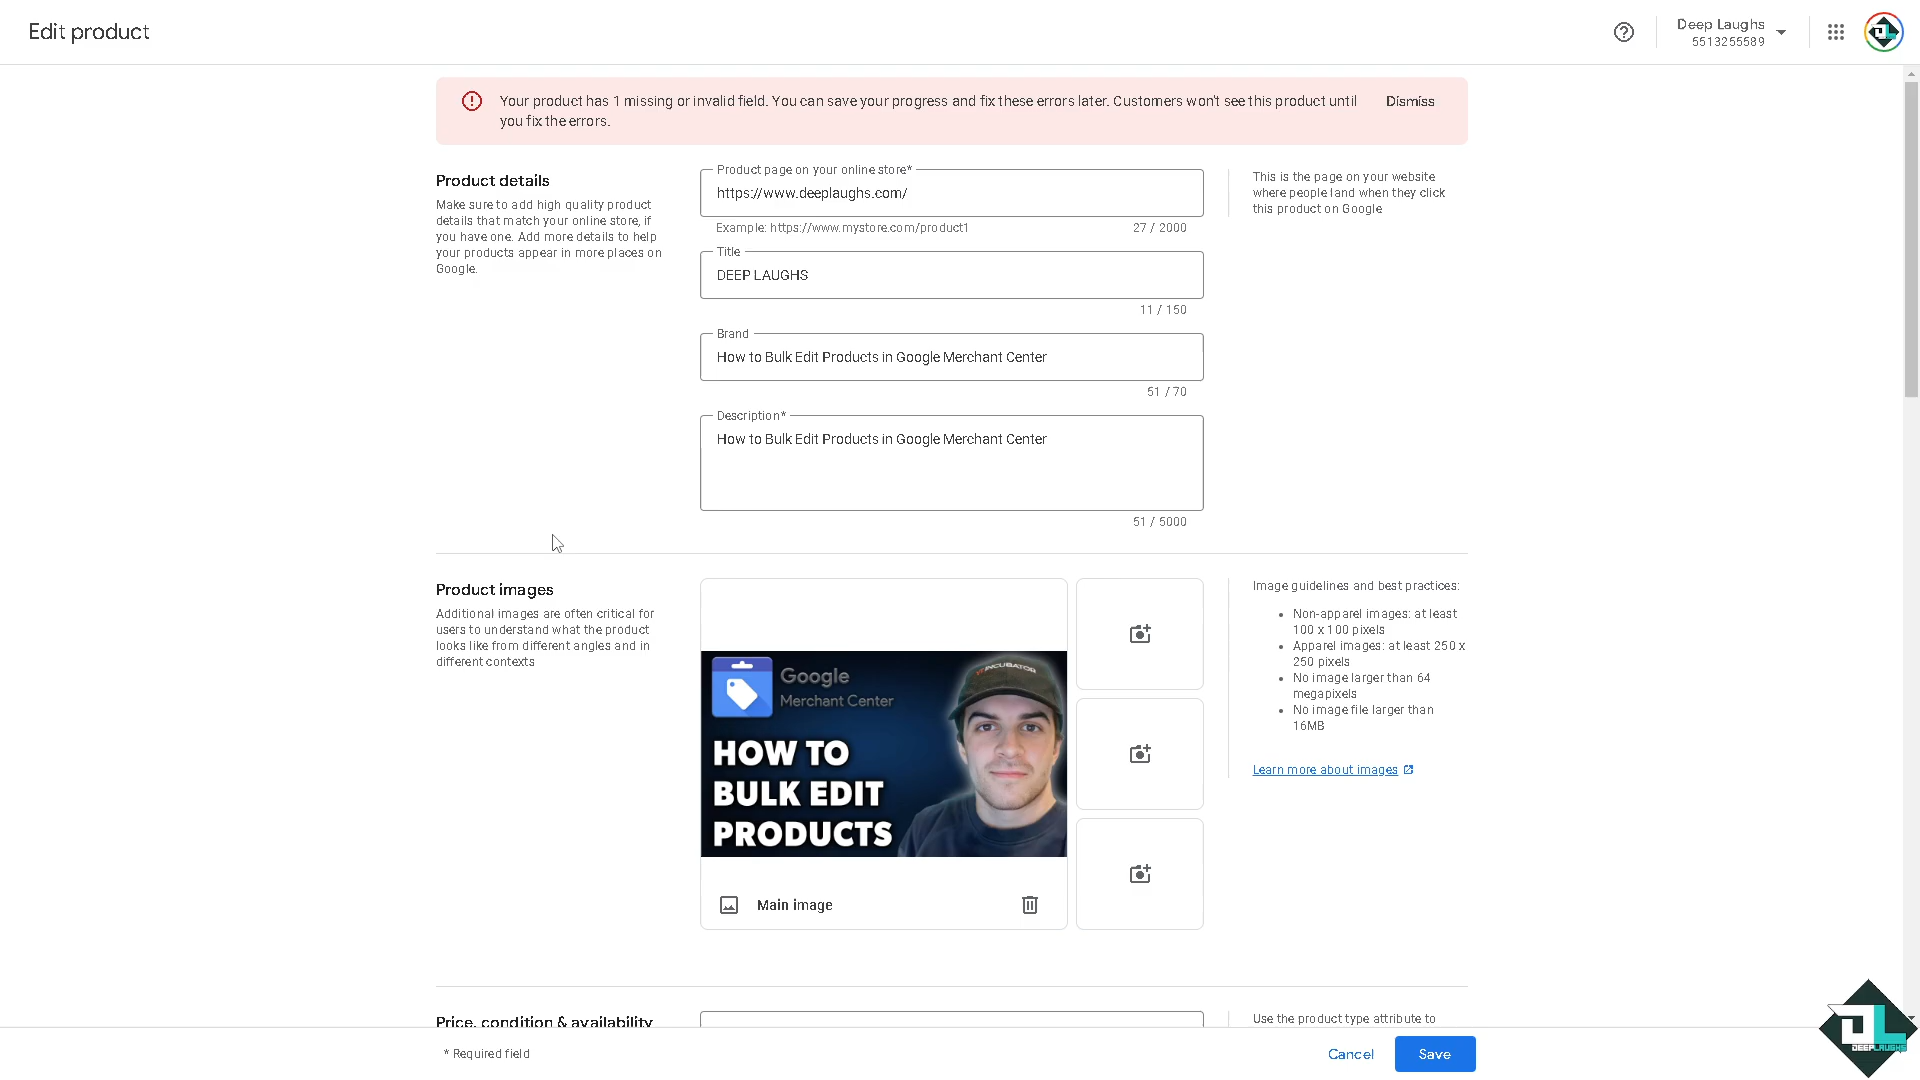 Edit product
Deep Laughs
5513255589
Your product has 1 missing or invalid field. You can save your progress and fix these errors later. Customers won't see this product until
you fix the errors.
Dismiss
Product details
Make sure to add high quality product
details that match your online store, if
you have one. Add more details to help
your products appear in more places on
Google.
Product page on your online store*
https://www.deeplaughs.com/
Example: https://www.mystore.com/product1
27 / 2000
This is the page on your website
where people land when they click
this product on Google
Title
DEEP LAUGHS
11 / 150
Brand
How to Bulk Edit Products in Google Merchant Center
51 / 70
Description*
How to Bulk Edit Products in Google Merchant Center
51 / 5000
Product images
Additional images are often critical for
users to understand what the product
looks like from different angles and in
different contexts
Google
Merchant Center
HOW TO
BULK EDIT
PRODUCTS
INCUBATOR
Main image
Image guidelines and best practices:
• Non-apparel images: at least
100 x 100 pixels
• Apparel images: at least 250 x
250 pixels
• No image larger than 64
megapixels
• No image file larger than
16MB
Learn more about images
Price, condition & availability
Use the product type attribute to
* Required field
Cancel
Save
DEEPLAUGHS